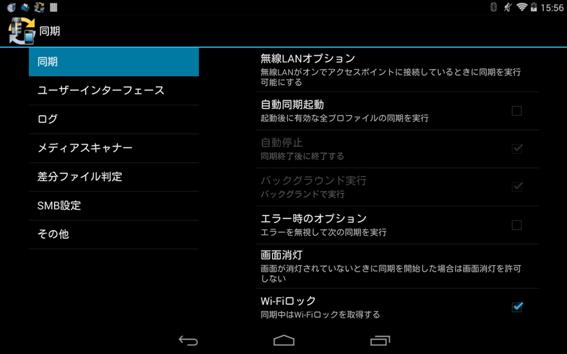 15:56
同期
同期
ユーザーインターフェース
ログ
メディアスキャナー
差分ファイル判定
SMB設定
その他
無線LANオプション
無線LANがオンでアクセスポイントに接続しているときに同期を実行
可能にする
自動同期起動
起動後に有効な全プロファイルの同期を実行
自動停止
同期終了後に終了する
バックグラウンド実行
バックグランドで実行
エラー時のオプション
エラーを無視して次の同期を実行
画面消灯
画面が消灯されていないときに同期を開始した場合は画面消灯を許可
しない
Wi-Fiロック
同期中はWi-Fiロックを取得する